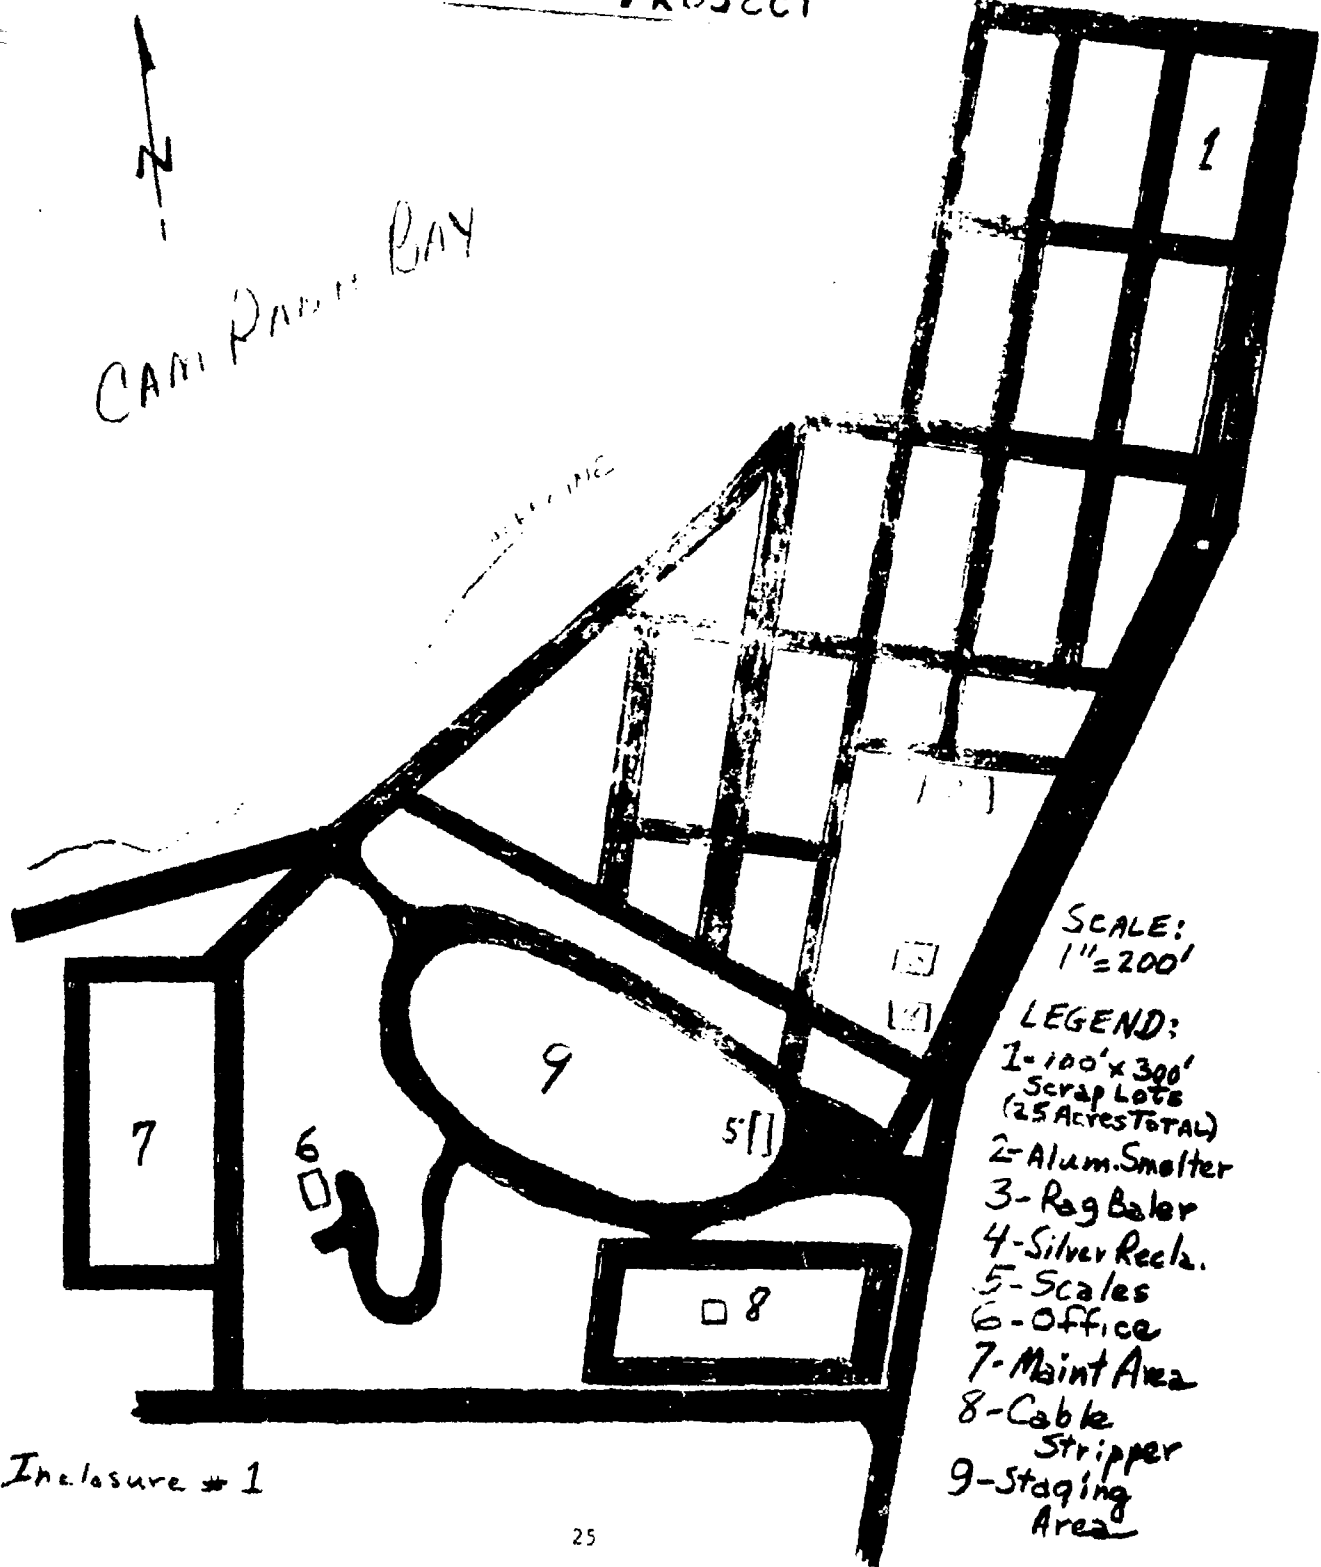 PROJECT
N
CAM RANH BAY
1
9
5
7
6
8
SCALE:
1"=200'
LEGEND:
1-100'x300'
Scrap Lots
(25 Acres TOTAL)
2-Alum. Smelter
3-Rag Baler
4-Silver Recla.
5-Scales
6-Office
7-Maint Area
8-Cable
Stripper
9-Staging
Area
Inclosure # 1
25